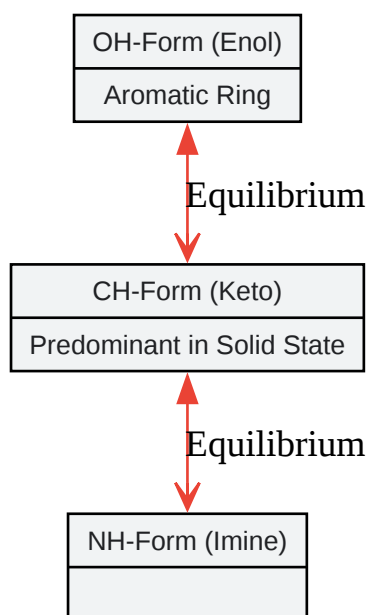 OH-Form (Enol)
Aromatic Ring
Equilibrium
CH-Form (Keto)
Predominant in Solid State
Equilibrium
NH-Form (Imine)